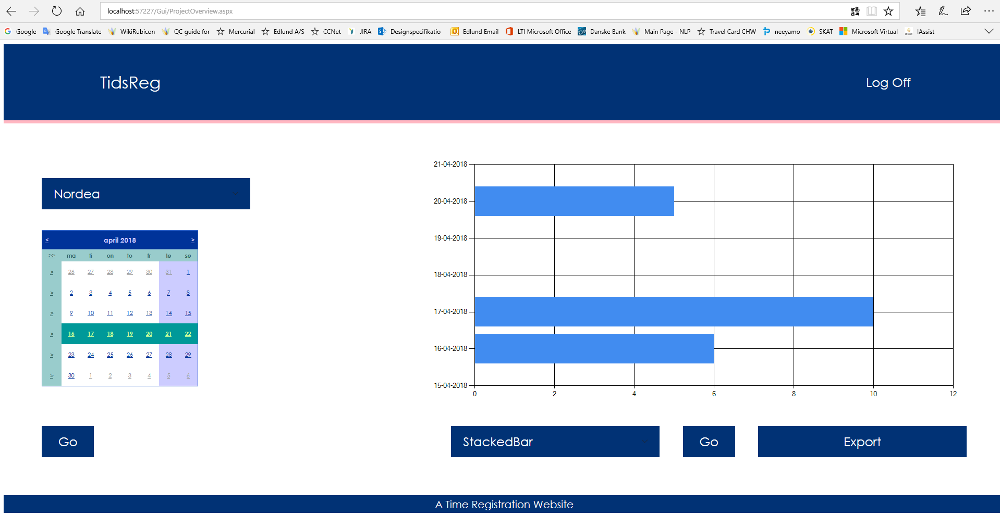 localhost:57227/Gui/ProjectOverview.aspx
Google Google Translate WikiRubicon QC guide for Mercurial Edlund A/S CCNet JIRA Designspecifikatio Edlund Email LTI Microsoft Office Danske Bank Main Page - NLP Travel Card CHW neeyamo SKAT Microsoft Virtual IAssist
TidsReg
Log Off
Nordea
< april 2018 >
>> ma ti on to fr lø sø
> 26 27 28 29 30 31 1
> 2 3 4 5 6 7 8
> 9 10 11 12 13 14 15
> 16 17 18 19 20 21 22
> 23 24 25 26 27 28 29
> 30 1 2 3 4 5 6
Go
21-04-2018
20-04-2018
19-04-2018
18-04-2018
17-04-2018
16-04-2018
15-04-2018
0 2 4 6 8 10 12
StackedBar
Go
Export
A Time Registration Website